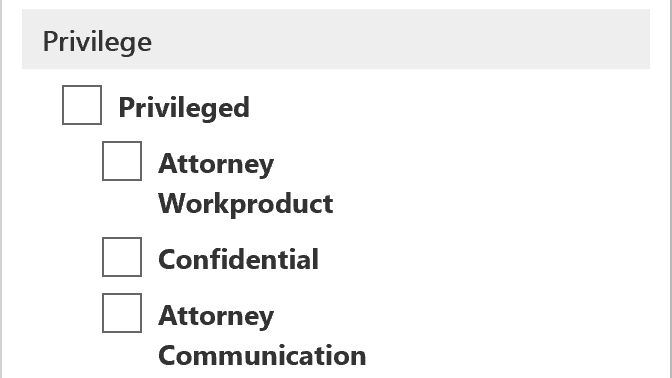 Privilege
Privileged
Attorney
Workproduct
Confidential
Attorney
Communication